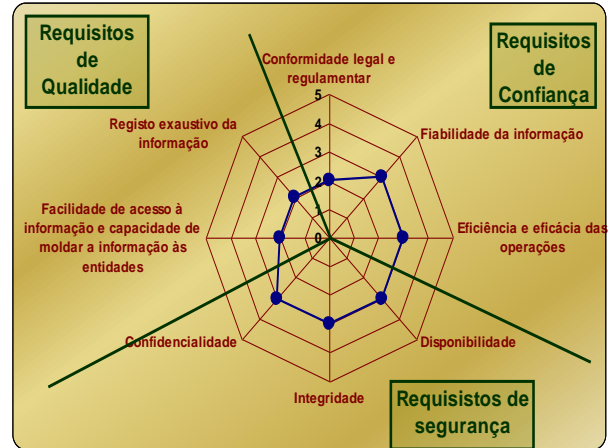 Requisitos
de
Qualidade
Requisitos
de
Confiança
Conformidade legal e
regulamentar
Registo exaustivo da
informação
Fiabilidade da informação
Facilidade de acesso à
informação e capacidade de
moldar a informação às
entidades
Eficiência e eficácia das
operações
5
4
3
2
1
0
Confidencialidade
Disponibilidade
Integridade
Requisistos de
segurança